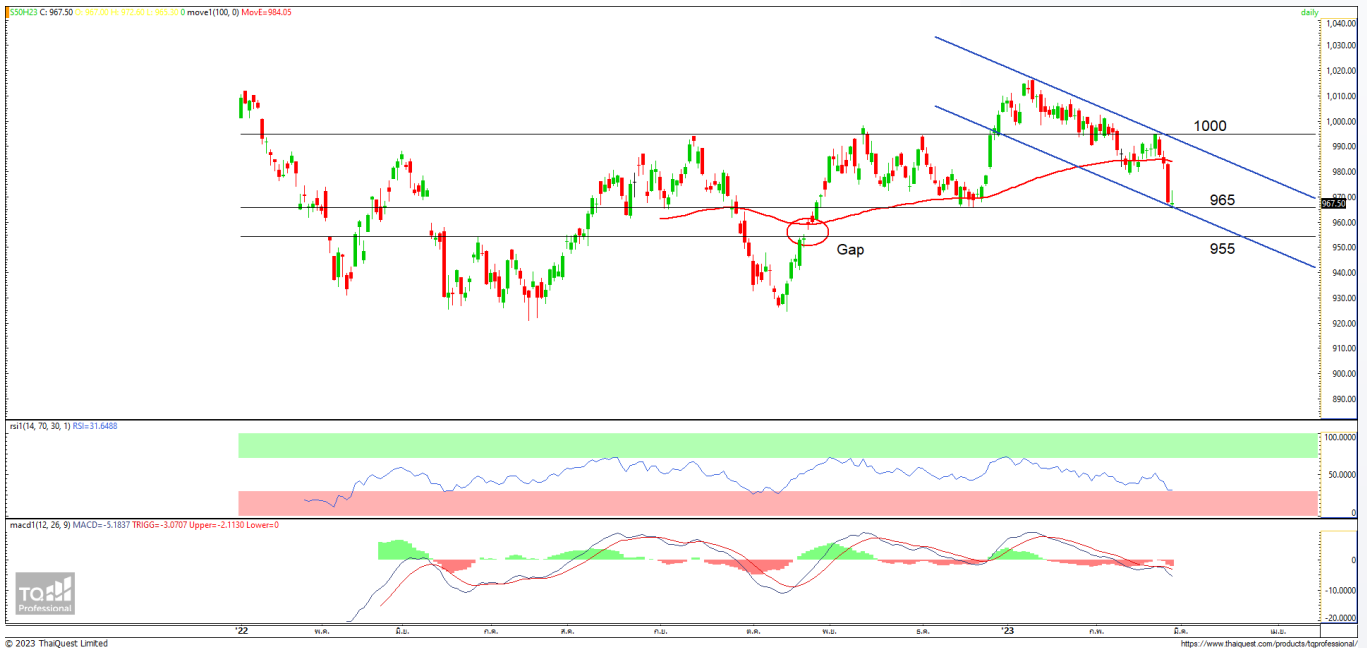 S50H23 C: 967.50 O: 967.00 H: 972.60 L: 965.30 0 move1(100, 0) MovE=984.05
daily
1,040.00
1,030.00
1,020.00
1,010.00
1,000.00
990.00
980.00
967.50
960.00
950.00
940.00
930.00
920.00
910.00
900.00
890.00
1000
965
955
Gap
rsi1(14, 70, 30, 1) RSI=31.6488
100.0000
50.0000
0
macd1(12, 26, 9) MACD=-5.1837 TRIGG=-3.0707 Upper=-2.1130 Lower=0
0
-10.0000
-20.0000
TQ
Professional
'22 พ.ค. มิ.ย. ก.ค. ส.ค. ก.ย. ต.ค. พ.ย. ธ.ค. '23 ก.พ. มี.ค. เม.ย.
© 2023 ThaiQuest Limited
https://www.thaiquest.com/products/tqprofessional/